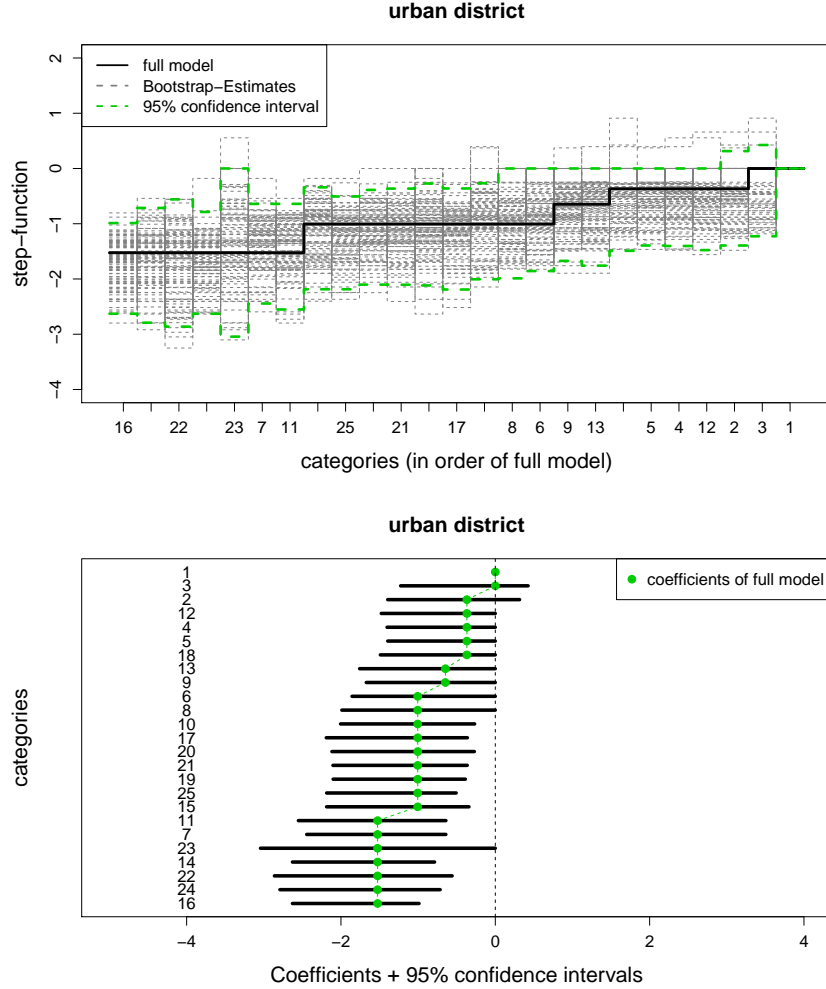 urban district
full model
Bootstrap−Estimates
95% confidence interval
step−function
2
1
0
−1
−2
−3
−4
16 22 23 7 11 25 21 17 8 6 9 13 5 4 12 2 3 1
categories (in order of full model)
urban district
coefficients of full model
categories
1
3
2
12
4
5
18
13
9
6
8
10
17
20
21
19
25
15
11
7
23
14
22
24
16
−4 −2 0 2 4
Coefficients + 95% confidence intervals